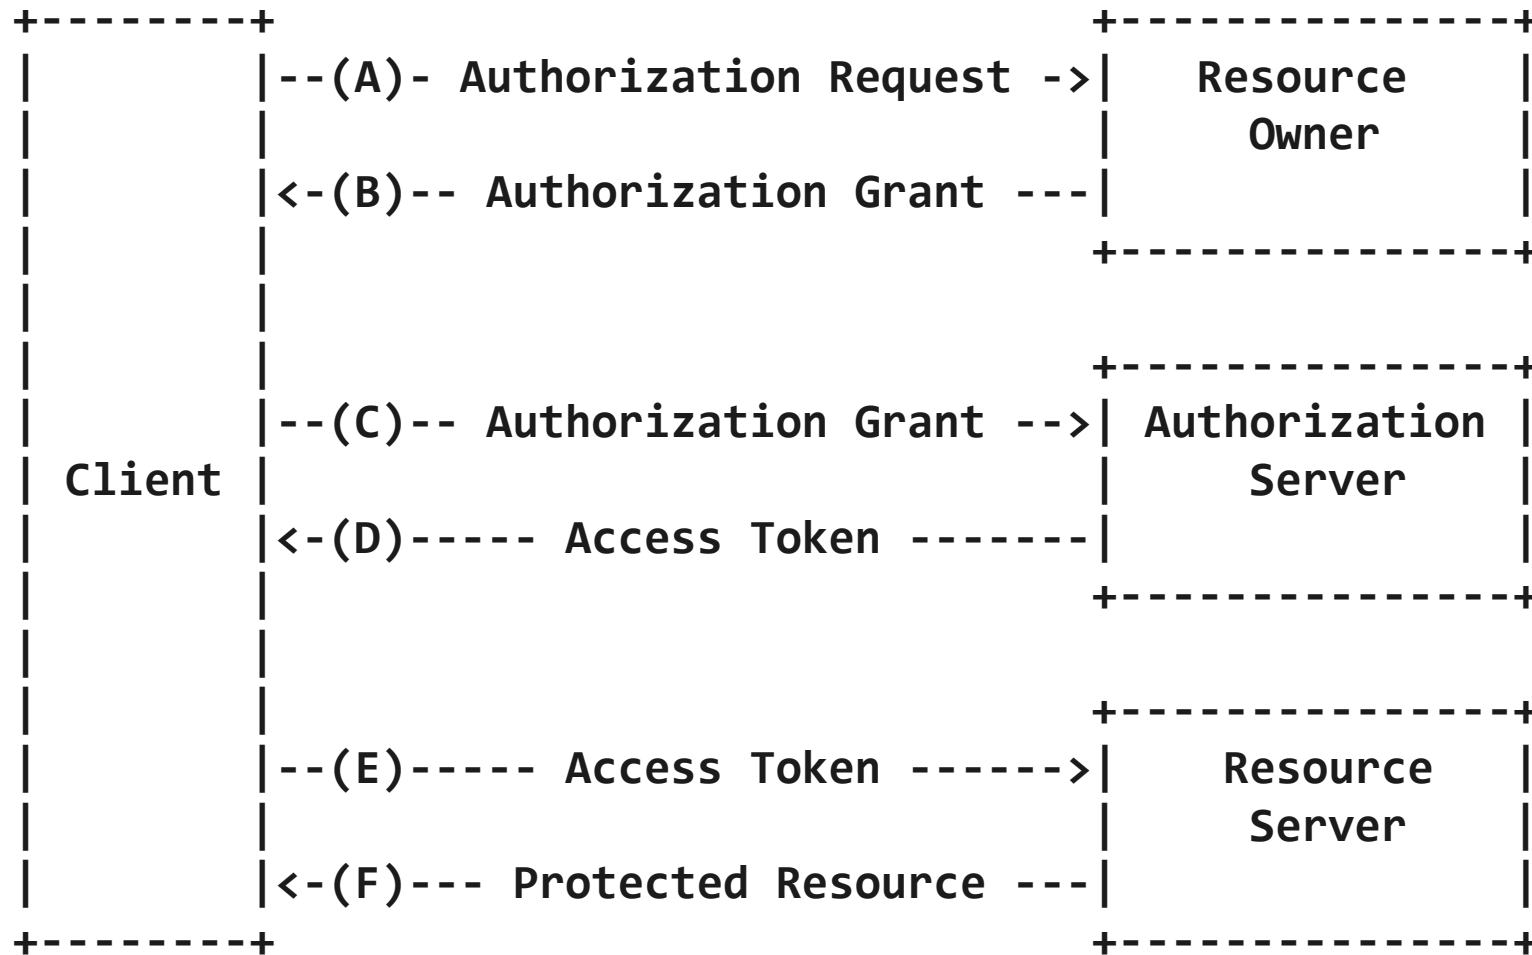 +--------+                               +---------------+
|        |--(A)- Authorization Request ->|   Resource    |
|        |                               |     Owner     |
|        |<-(B)-- Authorization Grant ---|               |
|        |                               +---------------+
|        |
|        |                               +---------------+
|        |--(C)-- Authorization Grant -->| Authorization |
| Client |                               |     Server    |
|        |<-(D)----- Access Token -------|               |
|        |                               +---------------+
|        |
|        |                               +---------------+
|        |--(E)----- Access Token ------>|    Resource   |
|        |                               |     Server    |
|        |<-(F)--- Protected Resource ---|               |
+--------+                               +---------------+